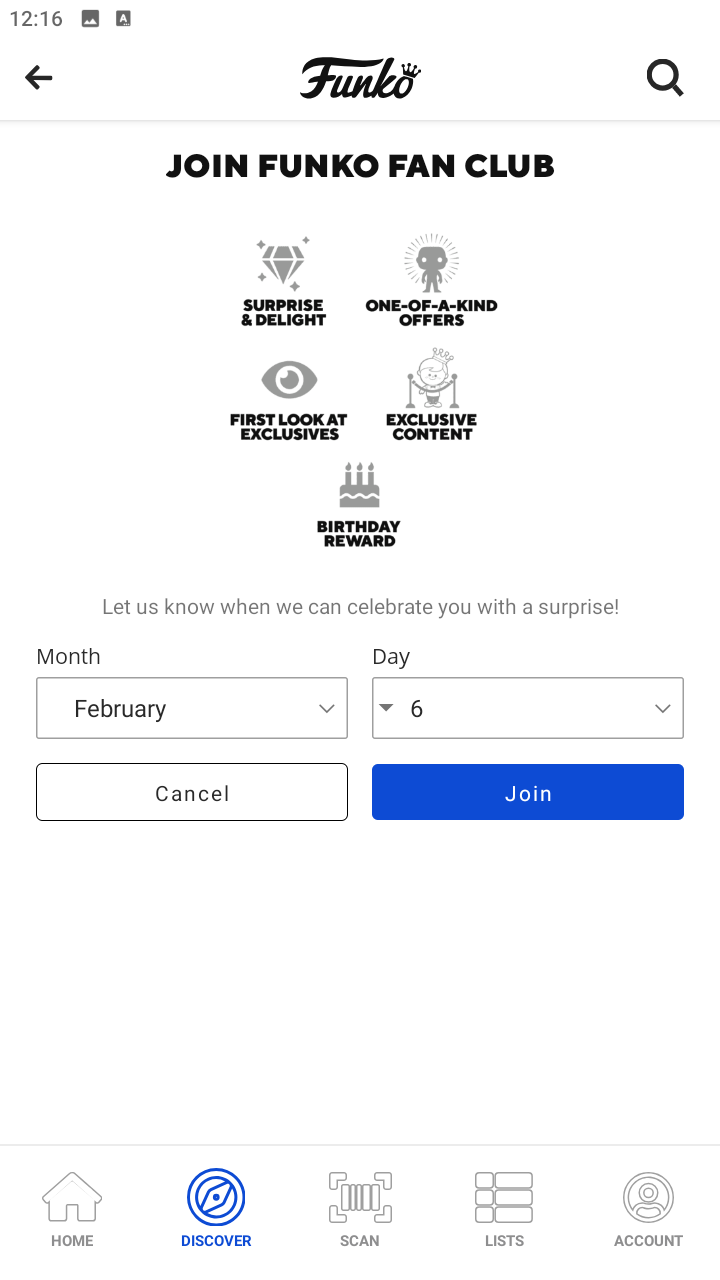 12:16
Funko
JOIN FUNKO FAN CLUB
SURPRISE
& DELIGHT
ONE-OF-A-KIND
OFFERS
FIRST LOOK AT
EXCLUSIVES
EXCLUSIVE
CONTENT
BIRTHDAY
REWARD
Let us know when we can celebrate you with a surprise!
Month
Day
February
6
Cancel
Join
HOME
DISCOVER
SCAN
LISTS
ACCOUNT